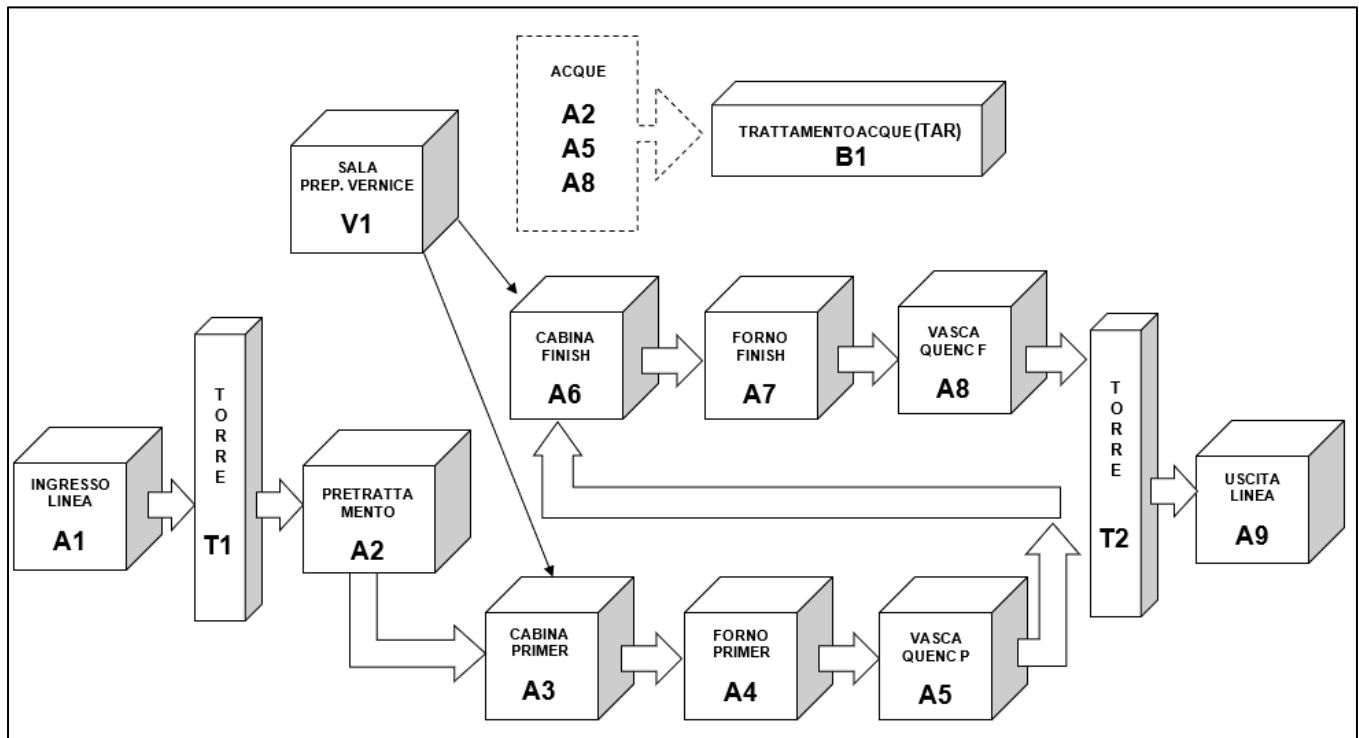 ACQUE
A2
A5
A8
TRATTAMENTO ACQUE (TAR)
B1
SALA
PREP. VERNICE
V1
CABINA
FINISH
A6
FORNO
FINISH
A7
VASCA
QUENC F
A8
INGRESSO
LINEA
A1
T
O
R
R
E
T1
PRETRATTA
MENTO
A2
CABINA
PRIMER
A3
FORNO
PRIMER
A4
VASCA
QUENC P
A5
T
O
R
R
E
T2
USCITA
LINEA
A9